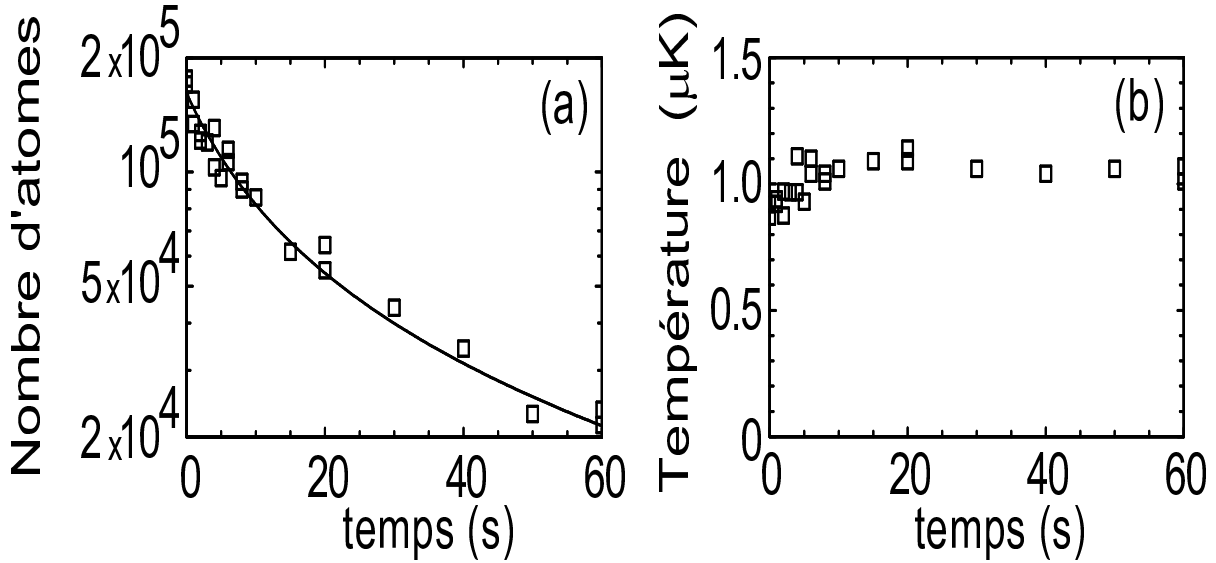 Nombre d'atomes
2x10^5
10^5
5x10^4
2x10^4
0 20 40 60
temps (s)
(a)
Température (μK)
1.5
1.0
0.5
0
0 20 40 60
temps (s)
(b)